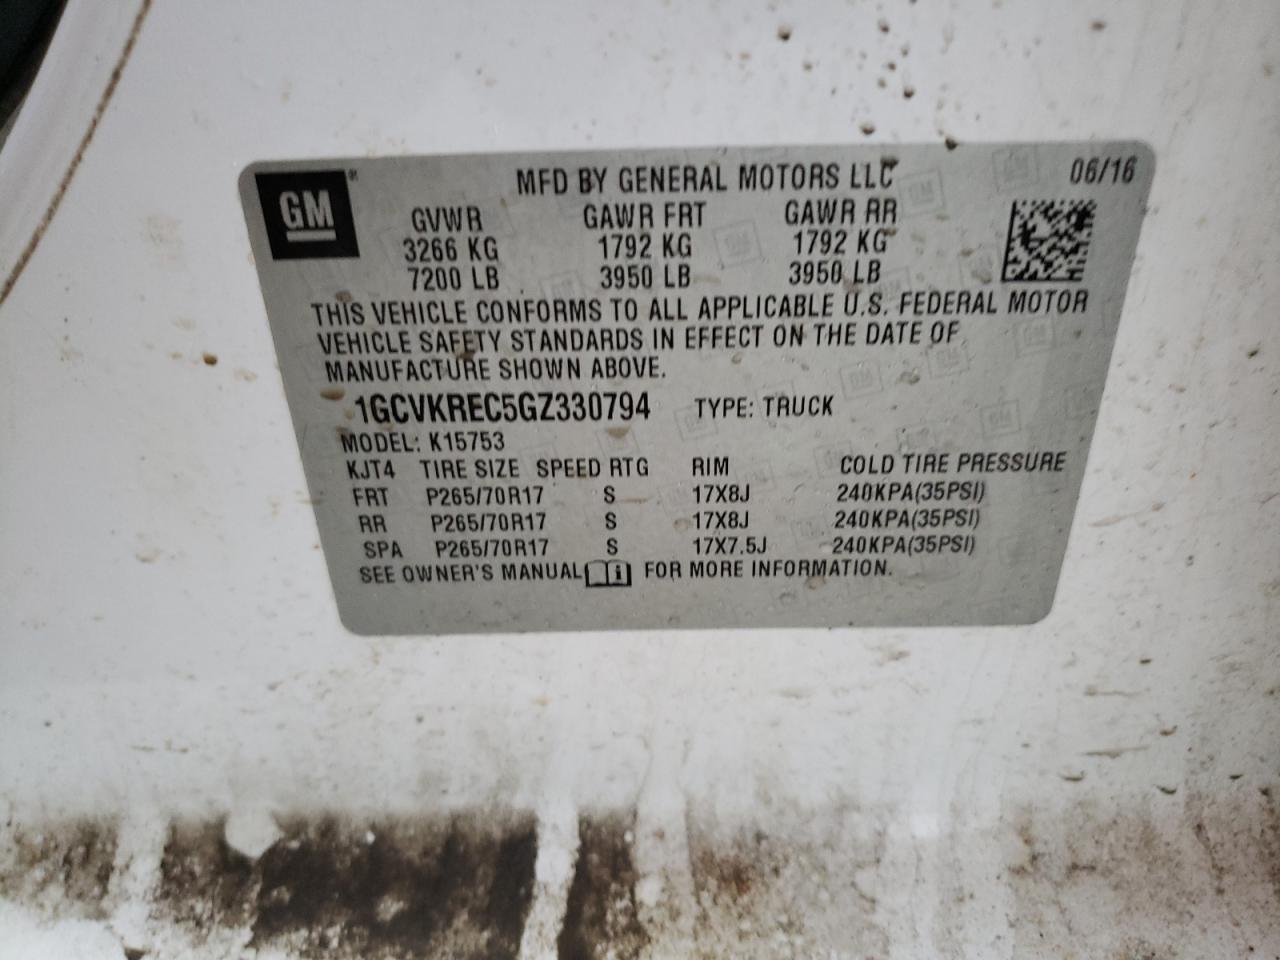 GM® MFD BY GENERAL MOTORS LLC 06/16
GVWR GAWR FRT GAWR RR
3266 KG 1792 KG 1792 KG
7200 LB 3950 LB 3950 LB
THIS VEHICLE CONFORMS TO ALL APPLICABLE U.S. FEDERAL MOTOR
VEHICLE SAFETY STANDARDS IN EFFECT ON THE DATE OF
MANUFACTURE SHOWN ABOVE.
1GCVKREC5GZ330794 TYPE: TRUCK
MODEL: K15753
KJT4 TIRE SIZE SPEED RTG RIM COLD TIRE PRESSURE
FRT P265/70R17 S 17X8J 240KPA(35PSI)
RR P265/70R17 S 17X8J 240KPA(35PSI)
SPA P265/70R17 S 17X7.5J 240KPA(35PSI)
SEE OWNER'S MANUAL i FOR MORE INFORMATION.